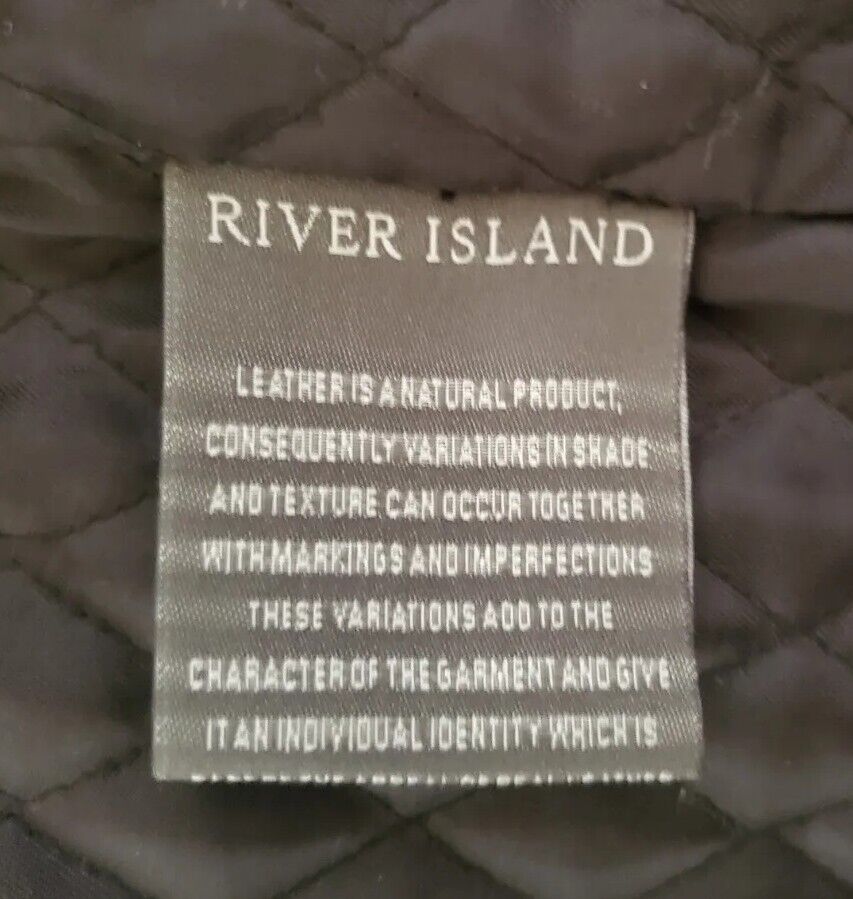 RIVER ISLAND
LEATHER IS A NATURAL PRODUCT,
CONSEQUENTLY VARIATIONS IN SHADE
AND TEXTURE CAN OCCUR TOGETHER
WITH MARKINGS AND IMPERFECTIONS
THESE VARIATIONS ADD TO THE
CHARACTER OF THE GARMENT AND GIVE
IT AN INDIVIDUAL IDENTITY WHICH IS